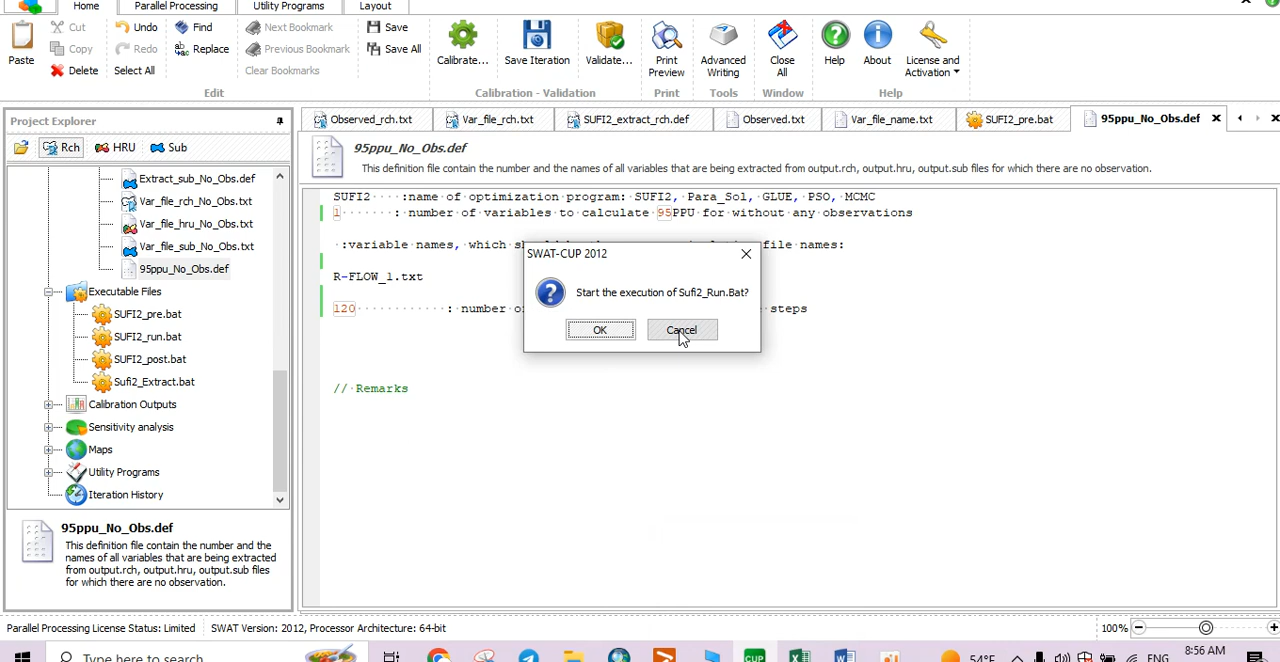 Home
Parallel Processing
Utility Programs
Layout
Paste
Cut
Copy
Delete
Undo
Redo
Select All
Find
Replace
Next Bookmark
Previous Bookmark
Clear Bookmarks
Save
Save All
Calibrate...
Save Iteration
Validate...
Print Preview
Advanced Writing
Close All
Help
About
License and Activation
Edit
Calibration - Validation
Print
Tools
Window
Help
Project Explorer
Rch
HRU
Sub
Observed_rch.txt
Var_file_rch.txt
SUFI2_extract_rch.def
Observed.txt
Var_file_name.txt
SUFI2_pre.bat
95ppu_No_Obs.def
95ppu_No_Obs.def
This definition file contain the number and the names of all variables that are being extracted from output.rch, output.hru, output.sub files for which there are no observation.
Extract_sub_No_Obs.def
Var_file_rch_No_Obs.txt
Var_file_hru_No_Obs.txt
Var_file_sub_No_Obs.txt
95ppu_No_Obs.def
Executable Files
SUFI2_pre.bat
SUFI2_run.bat
SUFI2_post.bat
Sufi2_Extract.bat
Calibration Outputs
Sensitivity analysis
Maps
Utility Programs
Iteration History
SUFI2 :name of optimization program: SUFI2, Para_Sol, GLUE, PSO, MCMC
1 : number of variables to calculate 95PPU for without any observations
:variable names, which file names:
R-FLOW_1.txt
120 : number steps
// Remarks
SWAT-CUP 2012
Start the execution of Sufi2_Run.Bat?
OK
Cancel
95ppu_No_Obs.def
This definition file contain the number and the
names of all variables that are being extracted
from output.rch, output.hru, output.sub files
for which there are no observation.
Parallel Processing License Status: Limited
SWAT Version: 2012, Processor Architecture: 64-bit
100%
Type here to search
CUP
54°F
ENG
8:56 AM